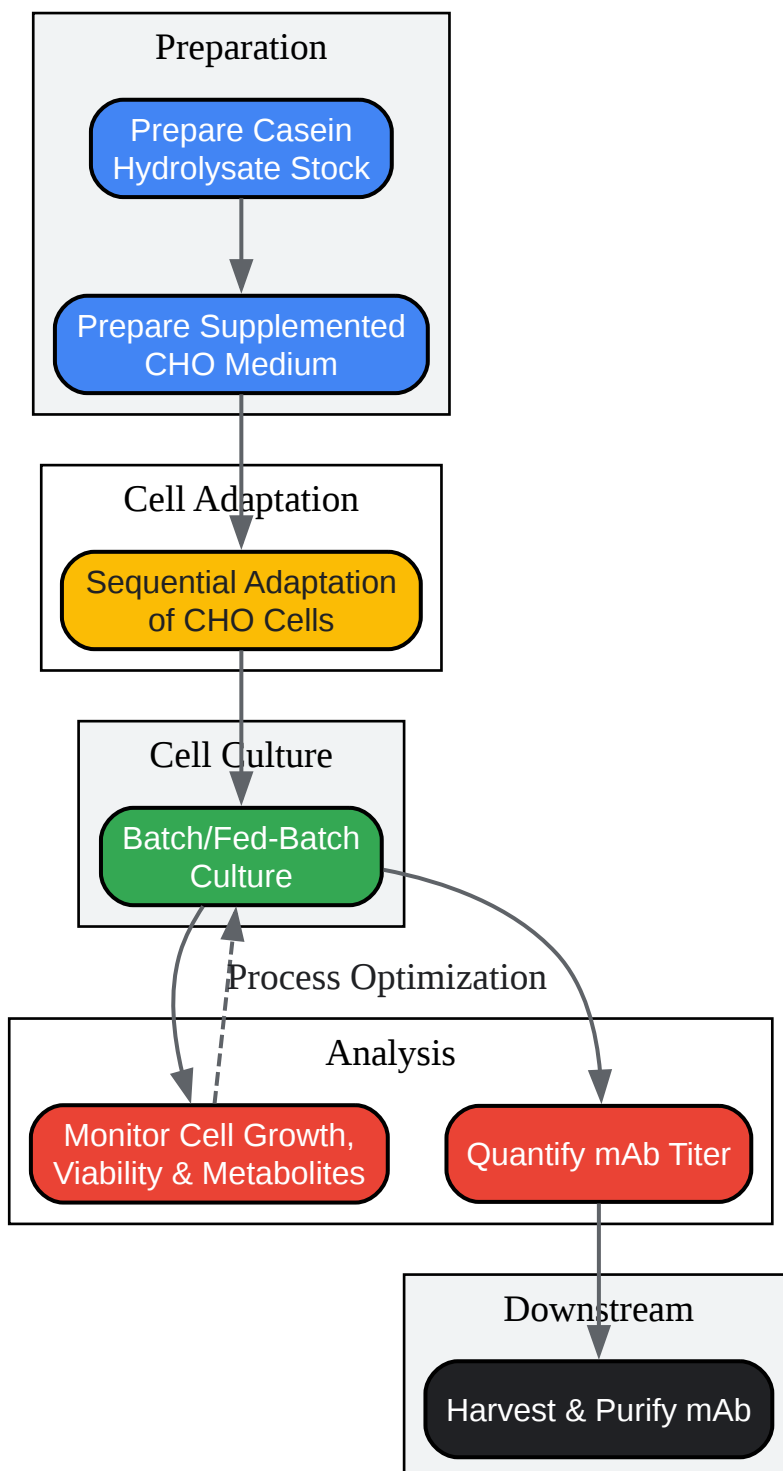 Preparation
Prepare Casein
Hydrolysate Stock
Prepare Supplemented
CHO Medium
Cell Adaptation
Sequential Adaptation
of CHO Cells
Cell Culture
Batch/Fed-Batch
Culture
Process Optimization
Analysis
Monitor Cell Growth,
Viability & Metabolites
Quantify mAb Titer
Downstream
Harvest & Purify mAb